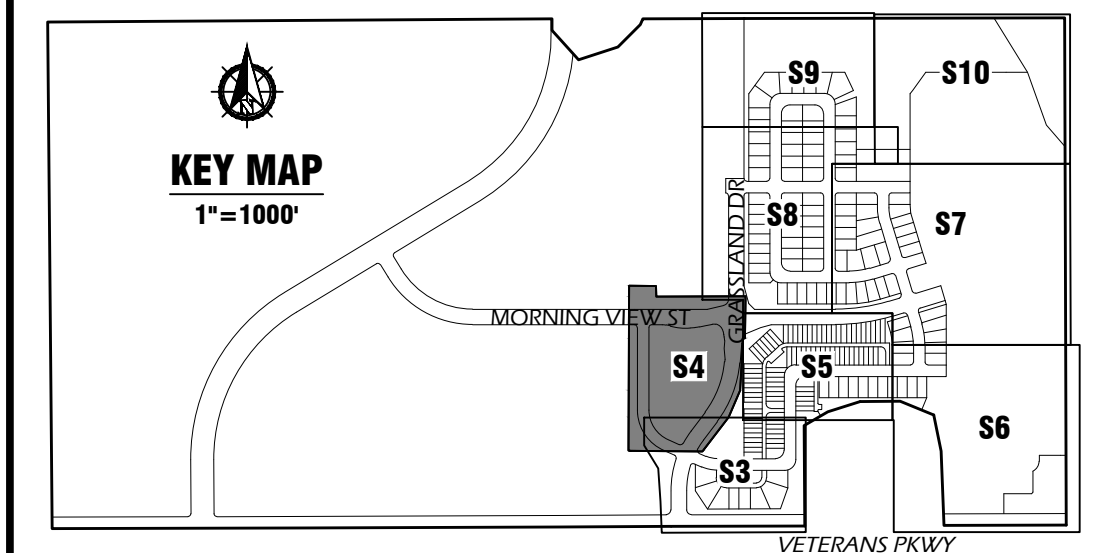 N
KEY MAP
1"=1000'
S9
S10
GRASSLAND DR
S8
S7
MORNING VIEW ST
S4
S5
S6
S3
VETERANS PKWY